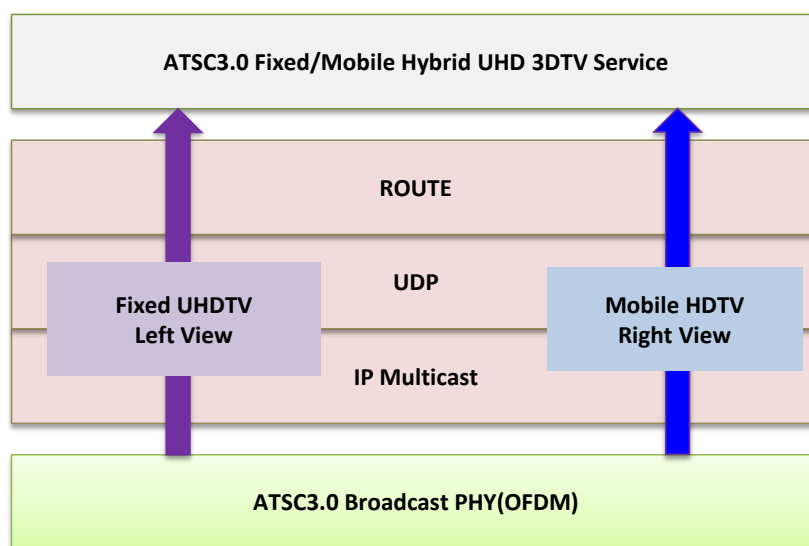 ATSC3.0 Fixed/Mobile Hybrid UHD 3DTV Service
ROUTE
UDP
Fixed UHDTV
Left View
Mobile HDTV
Right View
IP Multicast
ATSC3.0 Broadcast PHY(OFDM)